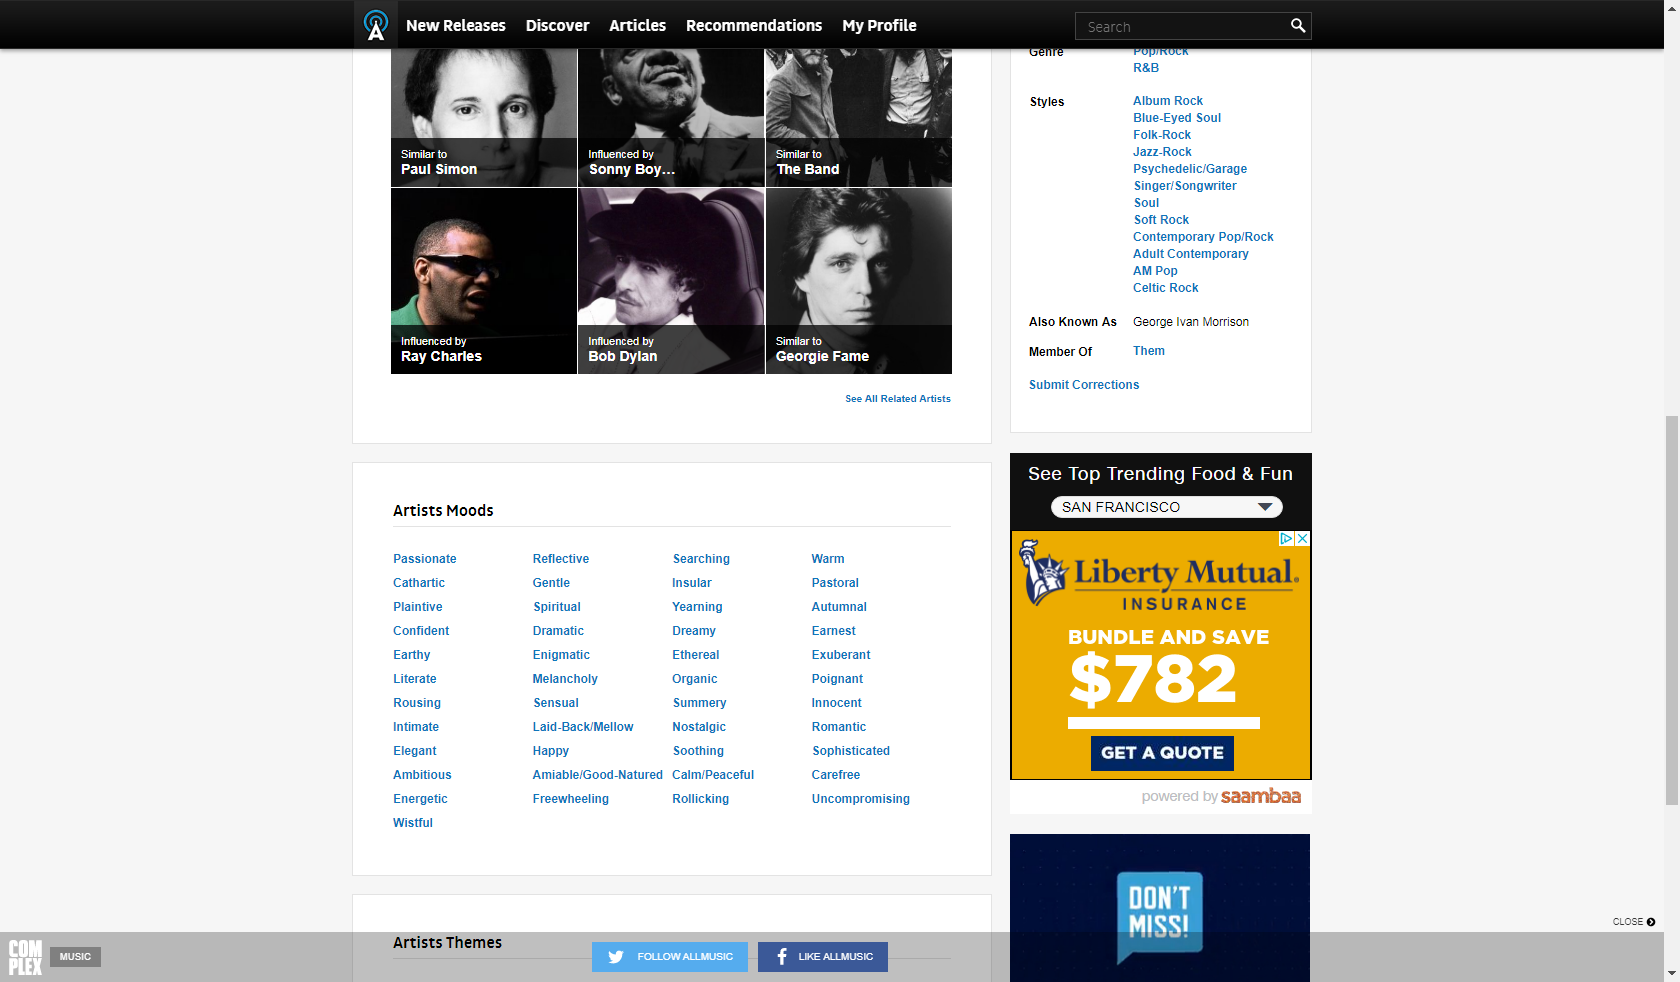 New Releases Discover Articles Recommendations My Profile Search
Similar to
Paul Simon
Influenced by
Sonny Boy...
Similar to
The Band
Influenced by
Ray Charles
Influenced by
Bob Dylan
Similar to
Georgie Fame
See All Related Artists
Genre Pop/Rock
R&B
Styles Album Rock
Blue-Eyed Soul
Folk-Rock
Jazz-Rock
Psychedelic/Garage
Singer/Songwriter
Soul
Soft Rock
Contemporary Pop/Rock
Adult Contemporary
AM Pop
Celtic Rock
Also Known As George Ivan Morrison
Member Of Them
Submit Corrections
Artists Moods
Passionate Reflective Searching Warm
Cathartic Gentle Insular Pastoral
Plaintive Spiritual Yearning Autumnal
Confident Dramatic Dreamy Earnest
Earthy Enigmatic Ethereal Exuberant
Literate Melancholy Organic Poignant
Rousing Sensual Summery Innocent
Intimate Laid-Back/Mellow Nostalgic Romantic
Elegant Happy Soothing Sophisticated
Ambitious Amiable/Good-Natured Calm/Peaceful Carefree
Energetic Freewheeling Rollicking Uncompromising
Wistful
Artists Themes
See Top Trending Food & Fun
SAN FRANCISCO
Liberty Mutual.
INSURANCE
BUNDLE AND SAVE
$782
GET A QUOTE
powered by saambaa
DON'T
MISS!
CLOSE
COM
PLEX
MUSIC
FOLLOW ALLMUSIC
LIKE ALLMUSIC